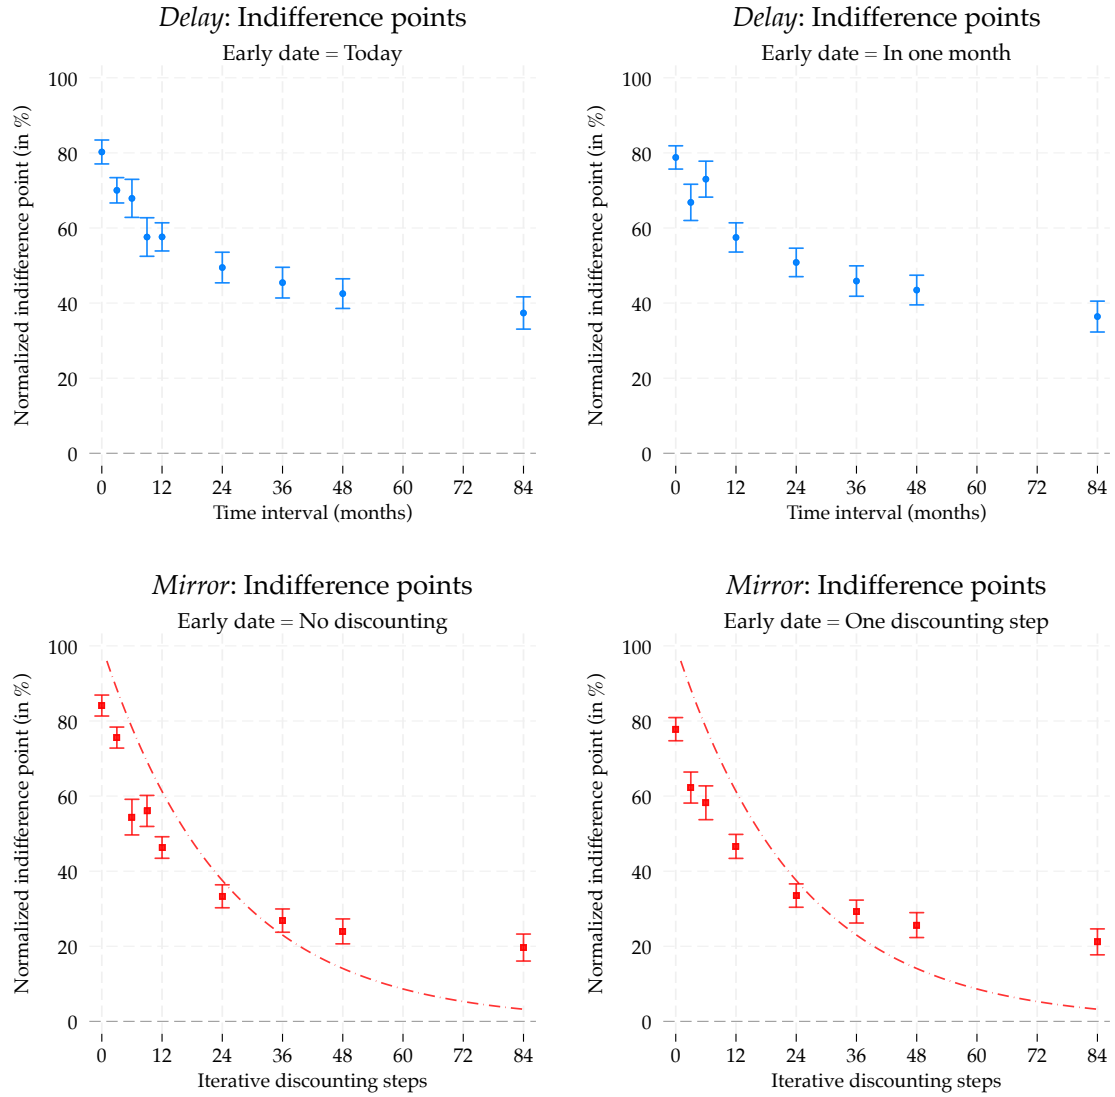 Delay: Indifference points
Early date = Today
Normalized indifference point (in %)
100
80
60
40
20
0
0 12 24 36 48 60 72 84
Time interval (months)
Delay: Indifference points
Early date = In one month
Normalized indifference point (in %)
100
80
60
40
20
0
0 12 24 36 48 60 72 84
Time interval (months)
Mirror: Indifference points
Early date = No discounting
Normalized indifference point (in %)
100
80
60
40
20
0
0 12 24 36 48 60 72 84
Iterative discounting steps
Mirror: Indifference points
Early date = One discounting step
Normalized indifference point (in %)
100
80
60
40
20
0
0 12 24 36 48 60 72 84
Iterative discounting steps